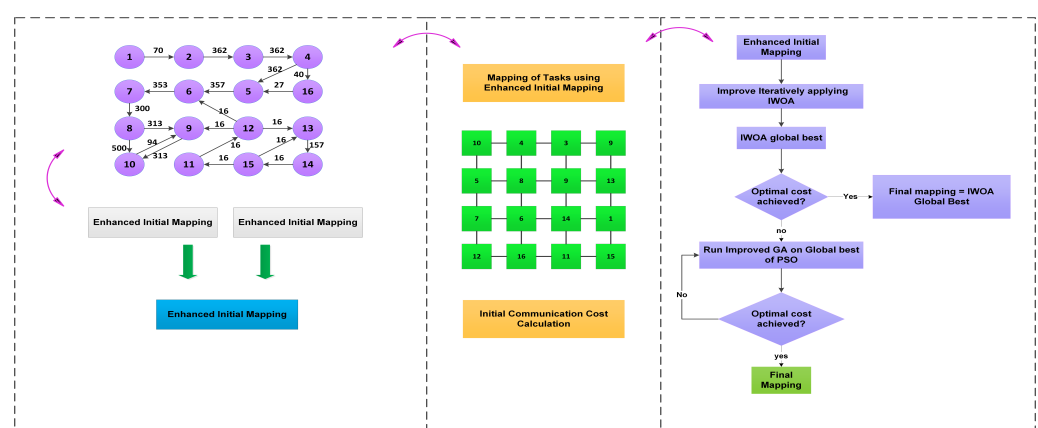 1 70 2 362 3 362 4
362 40
7 353 6 357 5 27 16
300 16
8 313 9 16 12 16 13
500 94 16 16 157
313
10 11 16 15 16 14
Enhanced Initial Mapping
Enhanced Initial Mapping
Enhanced Initial Mapping
Mapping of Tasks using
Enhanced Initial Mapping
10 4 3 9
5 8 9 13
7 6 14 1
12 16 11 15
Initial Communication Cost
Calculation
Enhanced Initial
Mapping
Improve Iteratively applying
IWOA
IWOA global best
Optimal cost
achieved?
Yes
Final mapping = IWOA
Global Best
no
Run Improved GA on Global best
of PSO
No
Optimal cost
achieved?
yes
Final
Mapping